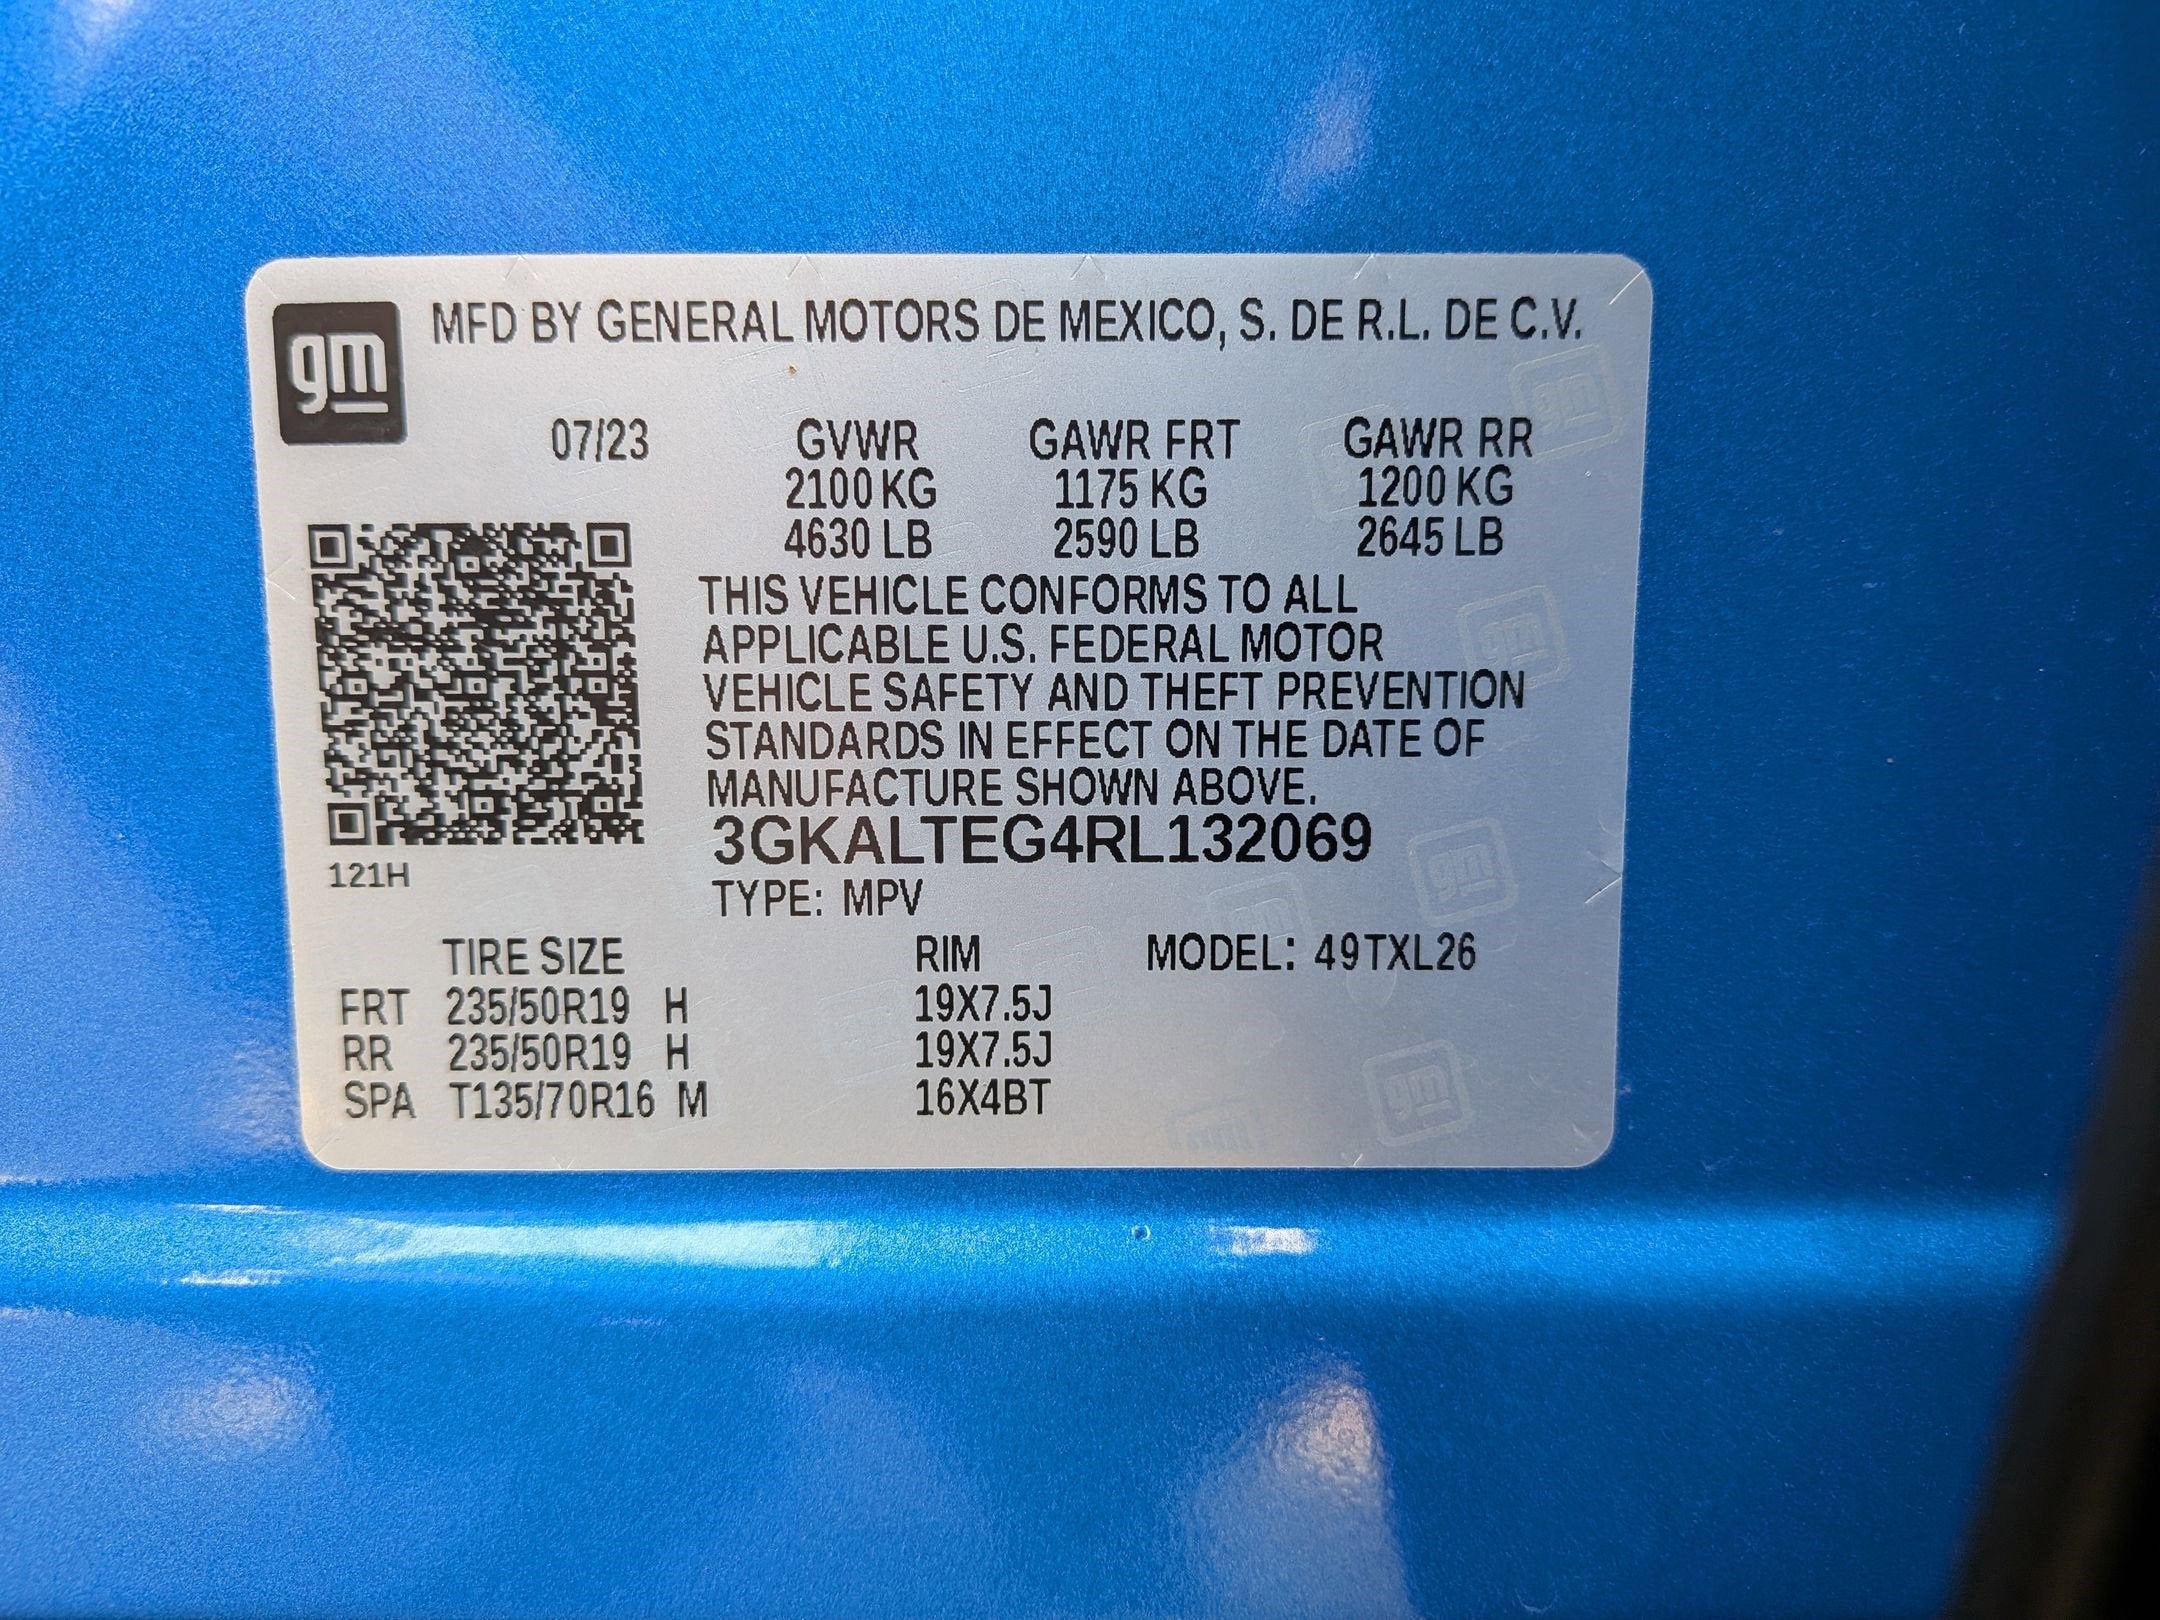 gm MFD BY GENERAL MOTORS DE MEXICO, S. DE R.L. DE C.V.
07/23 GVWR GAWR FRT GAWR RR
2100 KG 1175 KG 1200 KG
4630 LB 2590 LB 2645 LB
THIS VEHICLE CONFORMS TO ALL
APPLICABLE U.S. FEDERAL MOTOR
VEHICLE SAFETY AND THEFT PREVENTION
STANDARDS IN EFFECT ON THE DATE OF
MANUFACTURE SHOWN ABOVE.
3GKALTEG4RL132069
121H
TYPE: MPV
TIRE SIZE RIM MODEL: 49TXL26
FRT 235/50R19 H 19X7.5J
RR 235/50R19 H 19X7.5J
SPA T135/70R16 M 16X4BT